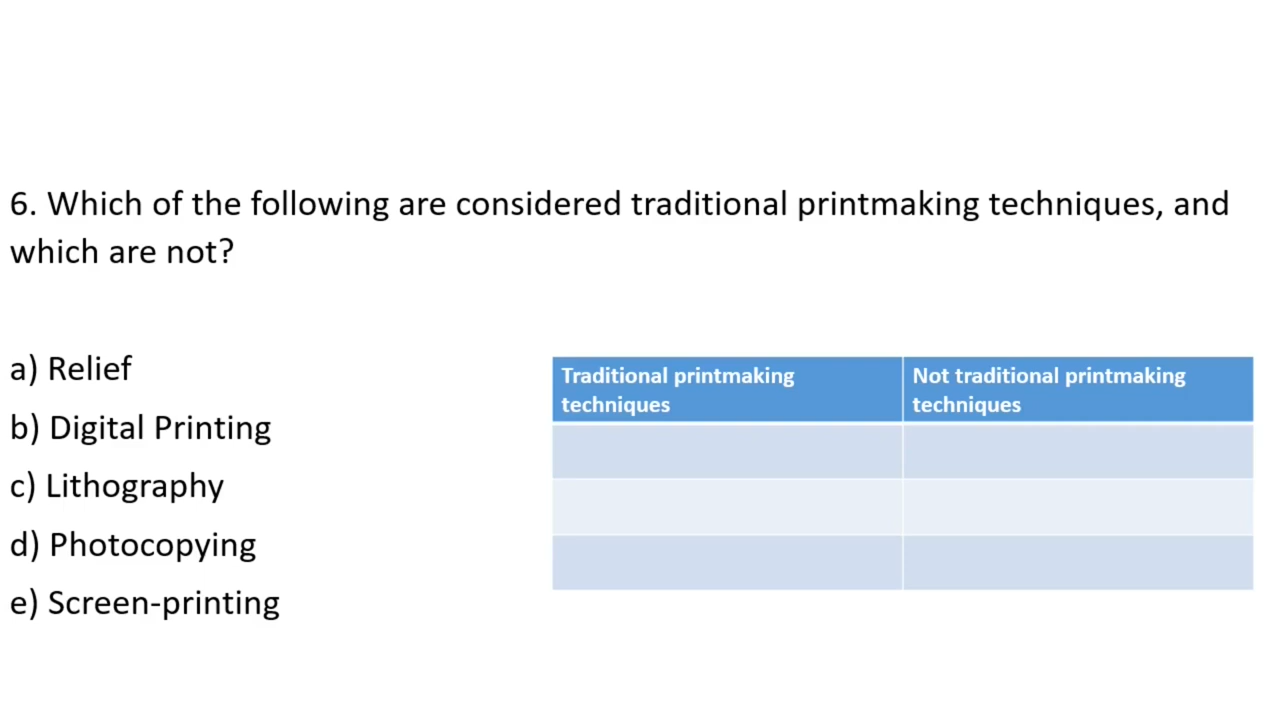 6. Which of the following are considered traditional printmaking techniques, and
which are not?
a) Relief
b) Digital Printing
c) Lithography
d) Photocopying
e) Screen-printing
Traditional printmaking
techniques
Not traditional printmaking
techniques